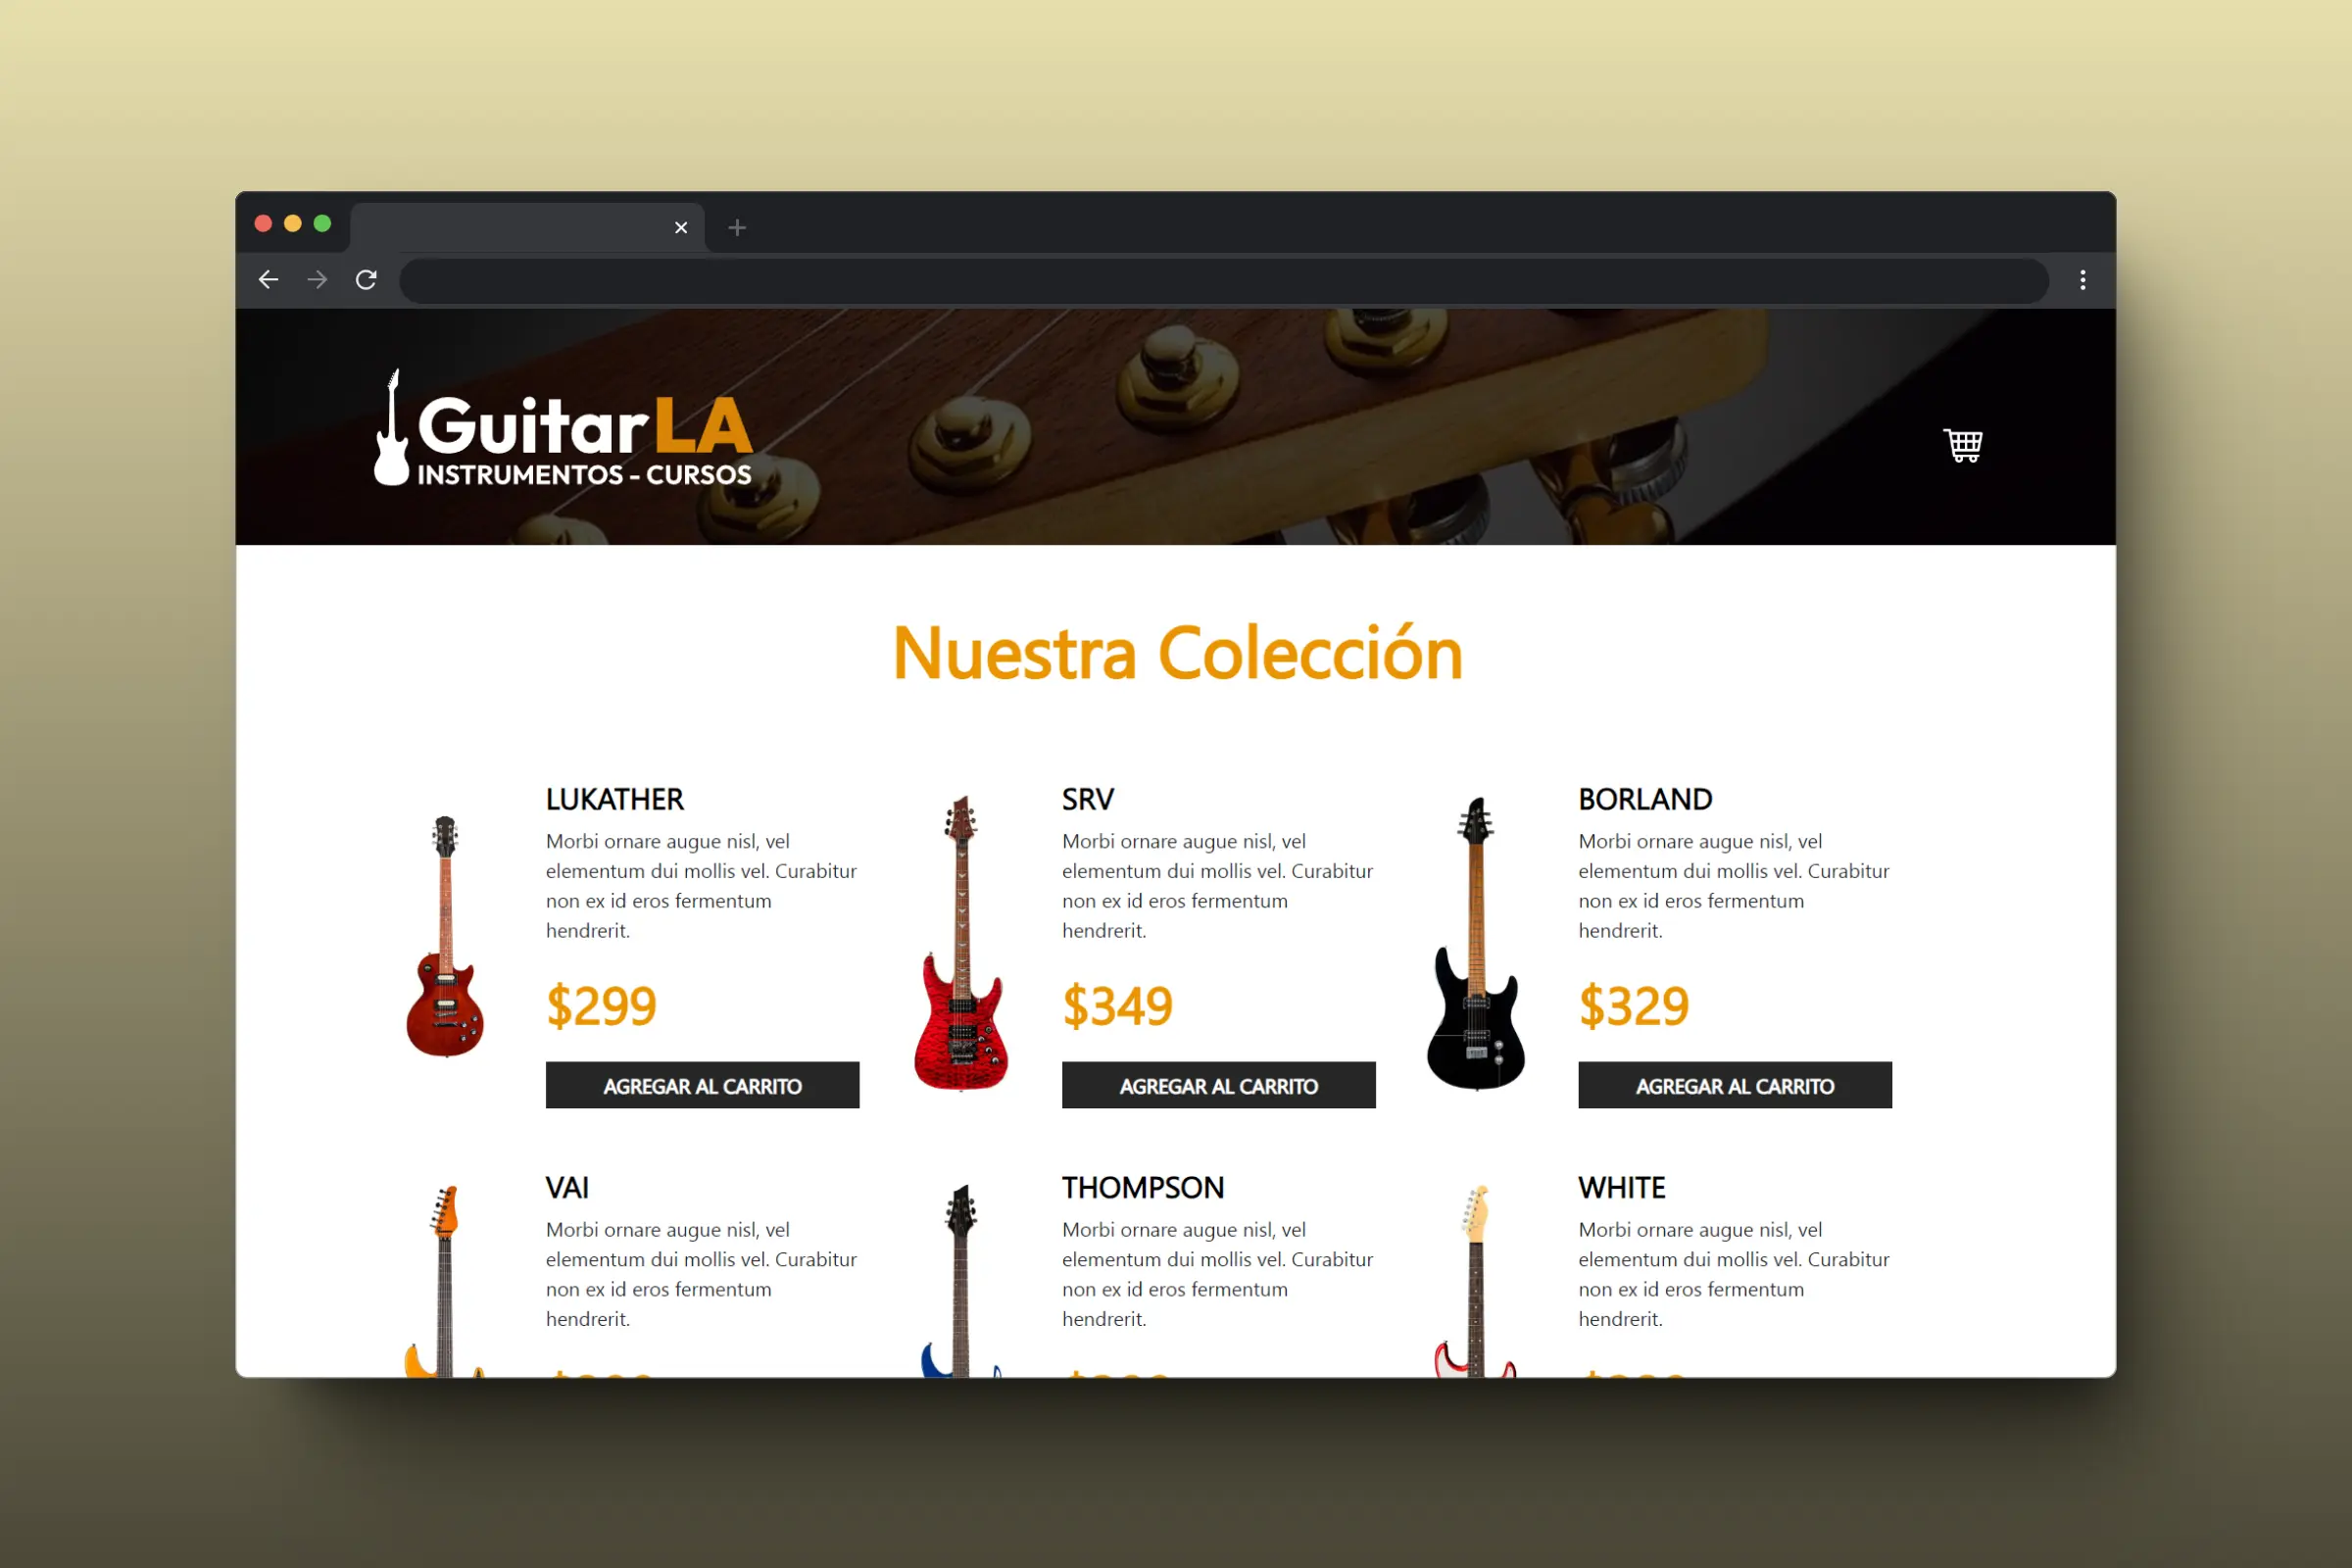 GuitarLA
INSTRUMENTOS - CURSOS
Nuestra Colección
LUKATHER
Morbi ornare augue nisl, vel
elementum dui mollis vel. Curabitur
non ex id eros fermentum
hendrerit.
$299
AGREGAR AL CARRITO
SRV
Morbi ornare augue nisl, vel
elementum dui mollis vel. Curabitur
non ex id eros fermentum
hendrerit.
$349
AGREGAR AL CARRITO
BORLAND
Morbi ornare augue nisl, vel
elementum dui mollis vel. Curabitur
non ex id eros fermentum
hendrerit.
$329
AGREGAR AL CARRITO
VAI
Morbi ornare augue nisl, vel
elementum dui mollis vel. Curabitur
non ex id eros fermentum
hendrerit.
THOMPSON
Morbi ornare augue nisl, vel
elementum dui mollis vel. Curabitur
non ex id eros fermentum
hendrerit.
WHITE
Morbi ornare augue nisl, vel
elementum dui mollis vel. Curabitur
non ex id eros fermentum
hendrerit.